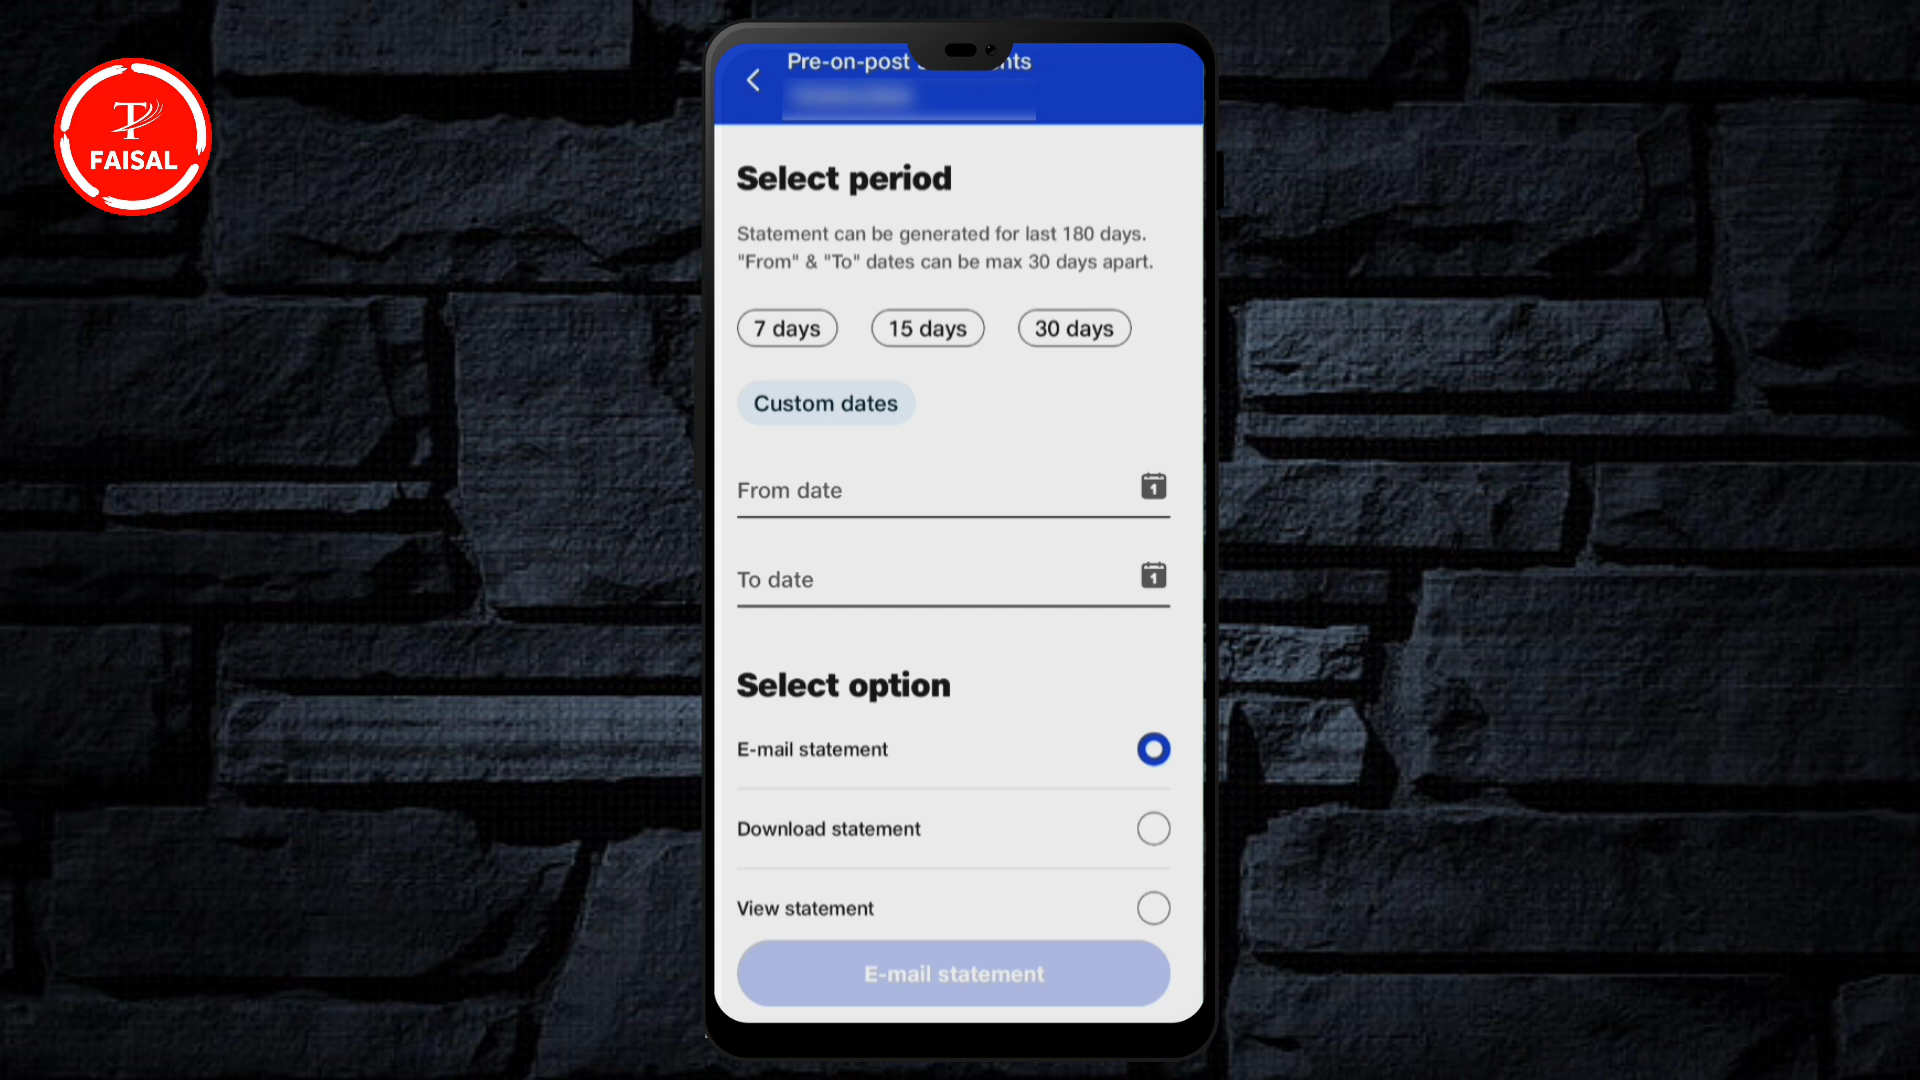 T
FAISAL
Pre-on-post
Select period
Statement can be generated for last 180 days.
"From" & "To" dates can be max 30 days apart.
7 days
15 days
30 days
Custom dates
From date
1
To date
1
Select option
E-mail statement
Download statement
View statement
E-mail statement